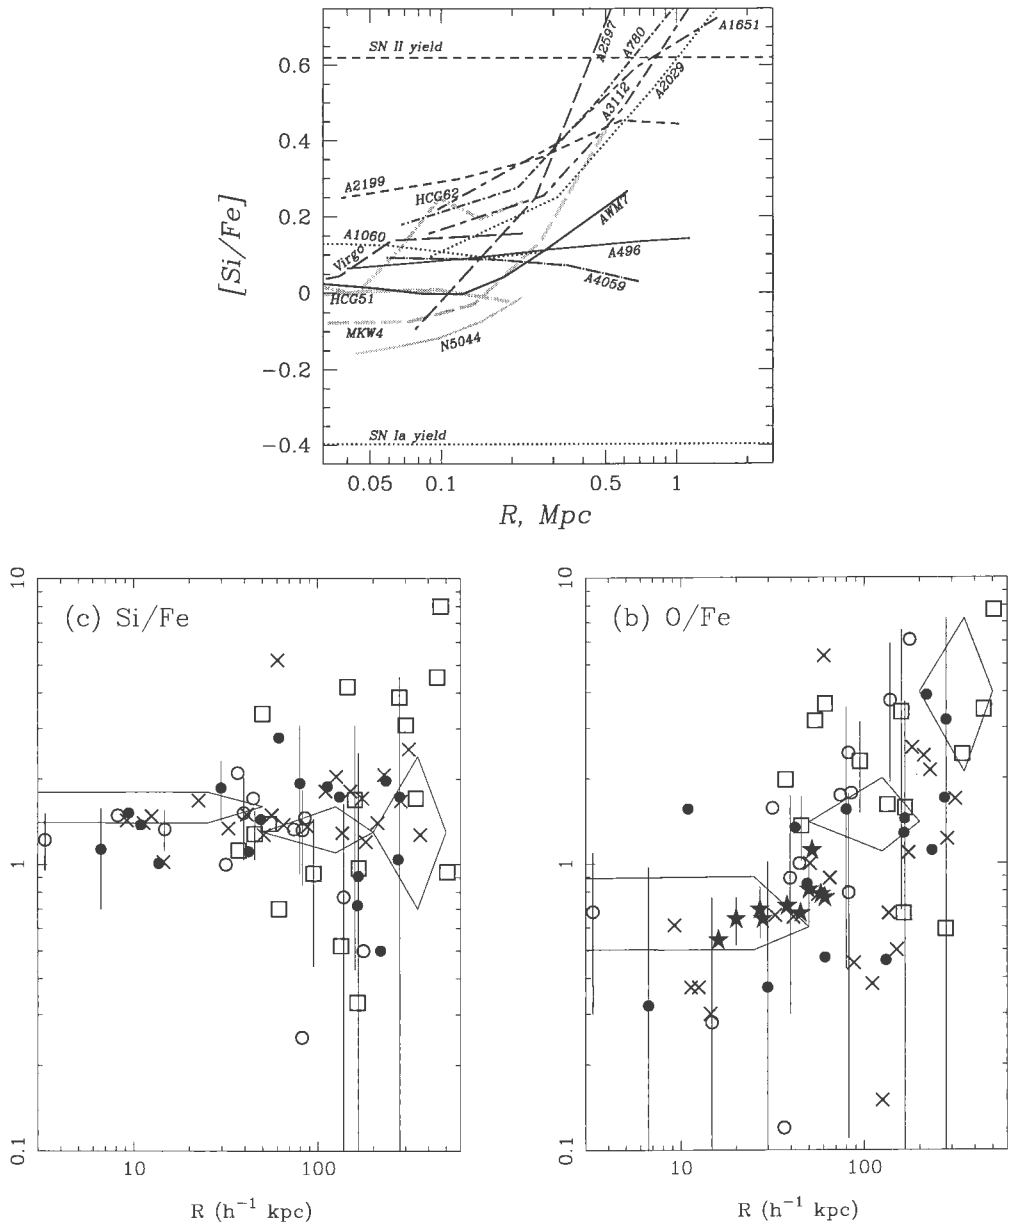 SN II yield
A2597
A780
A1651
A2029
A3112
A2199
HCG62
A1060
Virgo
AWM7
A496
A4059
HCG51
MKW4
N5044
SN Ia yield
[Si/Fe]
0.6
0.4
0.2
0
−0.2
−0.4
0.05 0.1 0.5 1
R, Mpc
(c) Si/Fe
10
1
0.1
10 100
R (h⁻¹ kpc)
(b) O/Fe
10
1
0.1
10 100
R (h⁻¹ kpc)